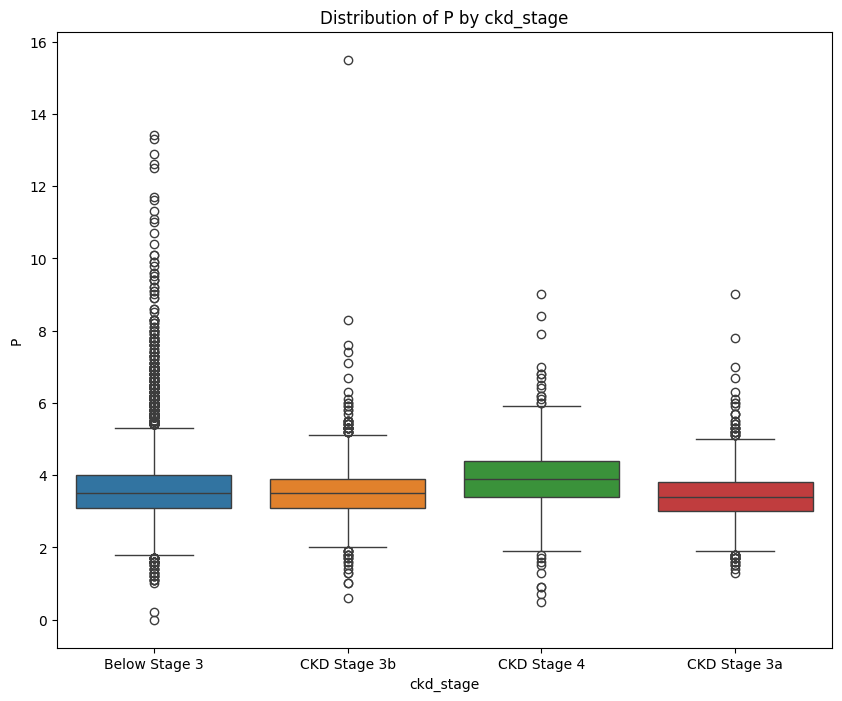 Distribution of P by ckd_stage
16
14
12
10
8
6
4
2
0
P
Below Stage 3
CKD Stage 3b
CKD Stage 4
CKD Stage 3a
ckd_stage